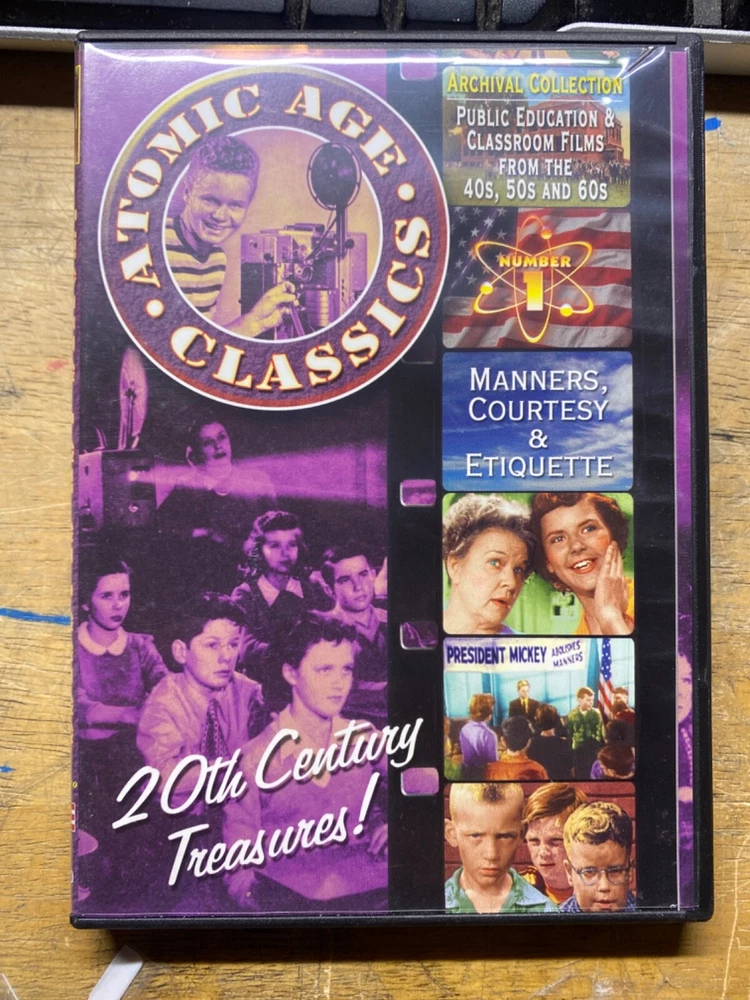 ATOMIC AGE
CLASSICS
ARCHIVAL COLLECTION
PUBLIC EDUCATION &
CLASSROOM FILMS
FROM THE
40S, 50S AND 60S
NUMBER
1
MANNERS,
COURTESY
&
ETIQUETTE
PRESIDENT MICKEY ABOLISHES
MANNERS
20th Century
Treasures!